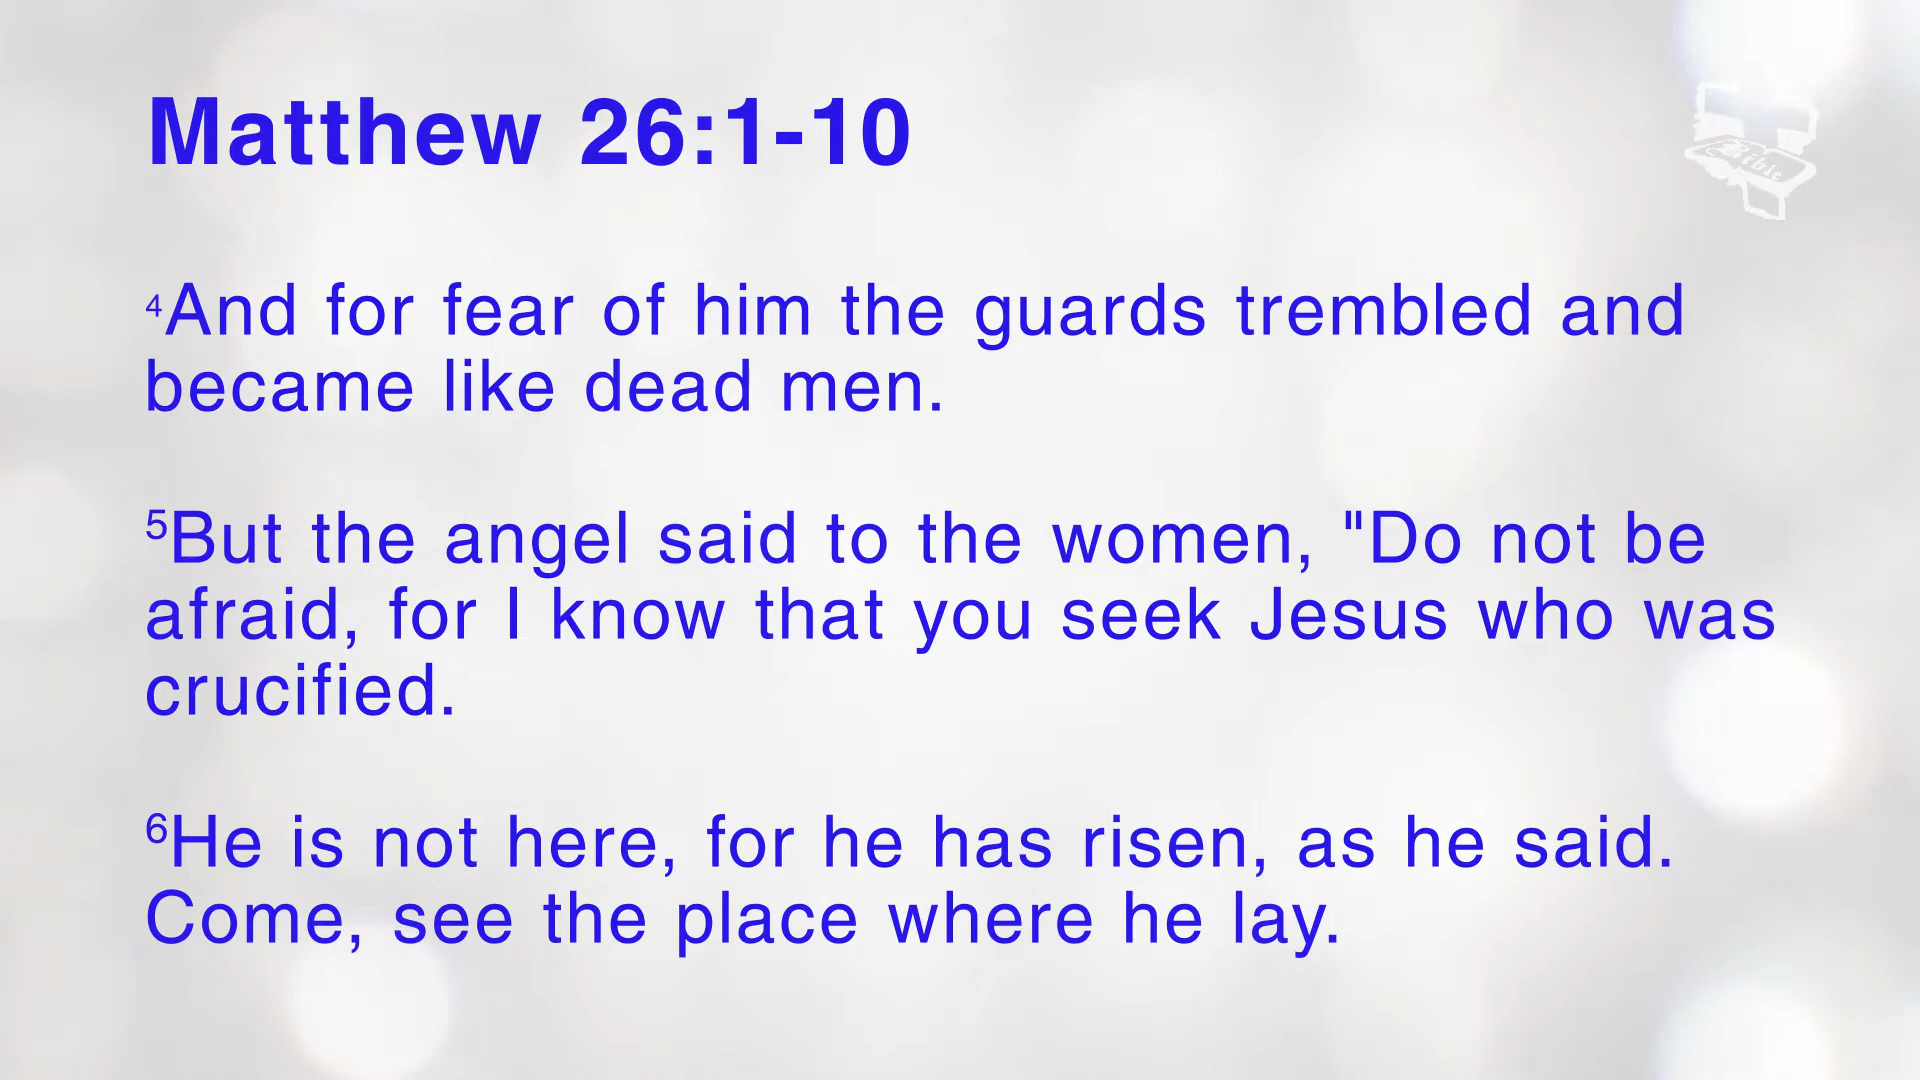 Matthew 26:1-10
Bible
4And for fear of him the guards trembled and
became like dead men.
5But the angel said to the women, "Do not be
afraid, for I know that you seek Jesus who was
crucified.
6He is not here, for he has risen, as he said.
Come, see the place where he lay.